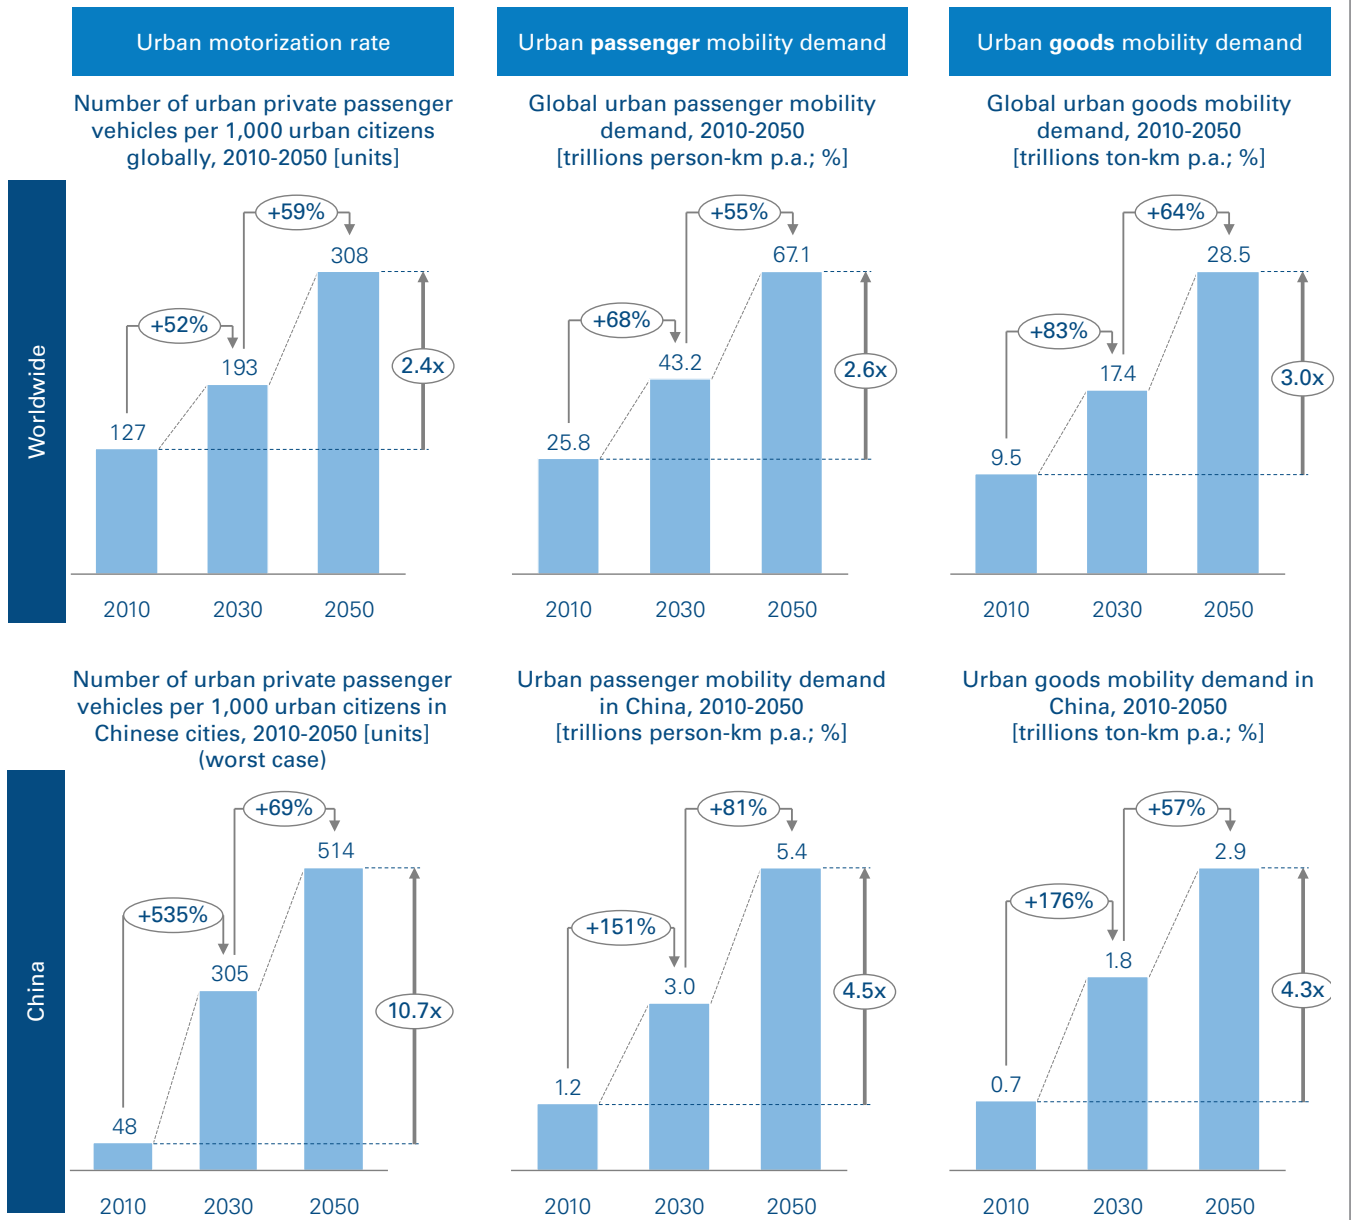 Urban motorization rate
Urban passenger mobility demand
Urban goods mobility demand
Worldwide
Number of urban private passenger
vehicles per 1,000 urban citizens
globally, 2010-2050 [units]
+59%
308
+52%
193
2.4x
127
2010 2030 2050
Global urban passenger mobility
demand, 2010-2050
[trillions person-km p.a.; %]
+55%
67.1
+68%
43.2
2.6x
25.8
2010 2030 2050
Global urban goods mobility
demand, 2010-2050
[trillions ton-km p.a.; %]
+64%
28.5
+83%
17.4
3.0x
9.5
2010 2030 2050
China
Number of urban private passenger
vehicles per 1,000 urban citizens in
Chinese cities, 2010-2050 [units]
(worst case)
+69%
514
+535%
305
10.7x
48
2010 2030 2050
Urban passenger mobility demand
in China, 2010-2050
[trillions person-km p.a.; %]
+81%
5.4
+151%
3.0
4.5x
1.2
2010 2030 2050
Urban goods mobility demand in
China, 2010-2050
[trillions ton-km p.a.; %]
+57%
2.9
+176%
1.8
4.3x
0.7
2010 2030 2050